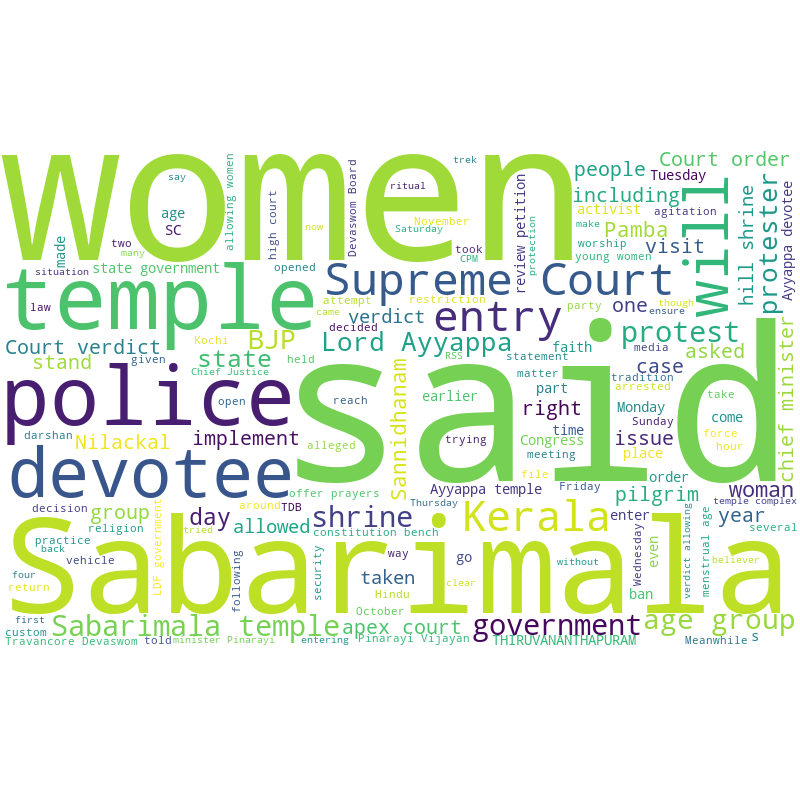 women
said
Sabarimala
temple
police
devotee
Supreme Court
will
entry
Kerala
shrine
Lord Ayyappa
government
Sabarimala temple
age group
protest
protester
state
BJP
Court verdict
verdict
stand
Nilackal
implement
Sannidhanam
group
day
allowed
taken
apex court
people
including
Court order
Tuesday
activist
agitation
Pamba
worship
visit
young women
hill shrine
Ayyappa devotee
review petition
protection
make
trek
ritual
Devaswom Board
high court
allowing women
say
age
SC
now
November
Saturday
took
CPM
made
two
many
situation
state government
opened
attempt
restriction
party
ensure
though
law
came
decided
one
asked
chief minister
given
Kochi
held
RSS
statement
faith
media
case
Chief Justice
matter
tradition
reach
open
earlier
part
right
arrested
Monday
take
come
Sunday
darshan
alleged
trying
Congress
time
issue
force
hour
meeting
place
file
order
woman
Ayyappa temple
Friday
pilgrim
offer prayers
temple complex
decision
around
TDB
Thursday
enter
year
several
religion
LDF government
tried
constitution bench
practice
back
way
Wednesday
even
verdict allowing
menstrual age
believer
vehicle
following
security
go
without
four
return
Hindu
clear
ban
October
first
custom
Travancore Devaswom
told
minister Pinarayi
entering
Pinarayi Vijayan
THIRUVANANTHAPURAM
Meanwhile
s